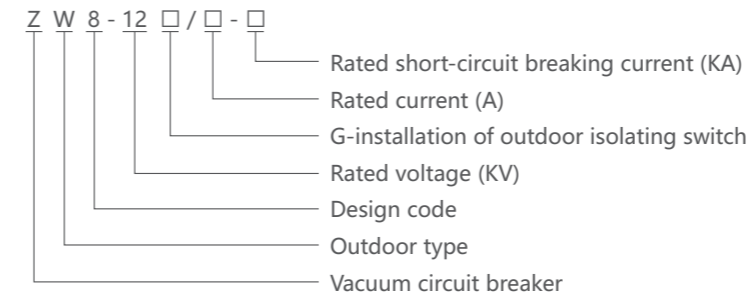 Z W 8 - 12 □ / □ - □
Rated short-circuit breaking current (KA)
Rated current (A)
G-installation of outdoor isolating switch
Rated voltage (KV)
Design code
Outdoor type
Vacuum circuit breaker